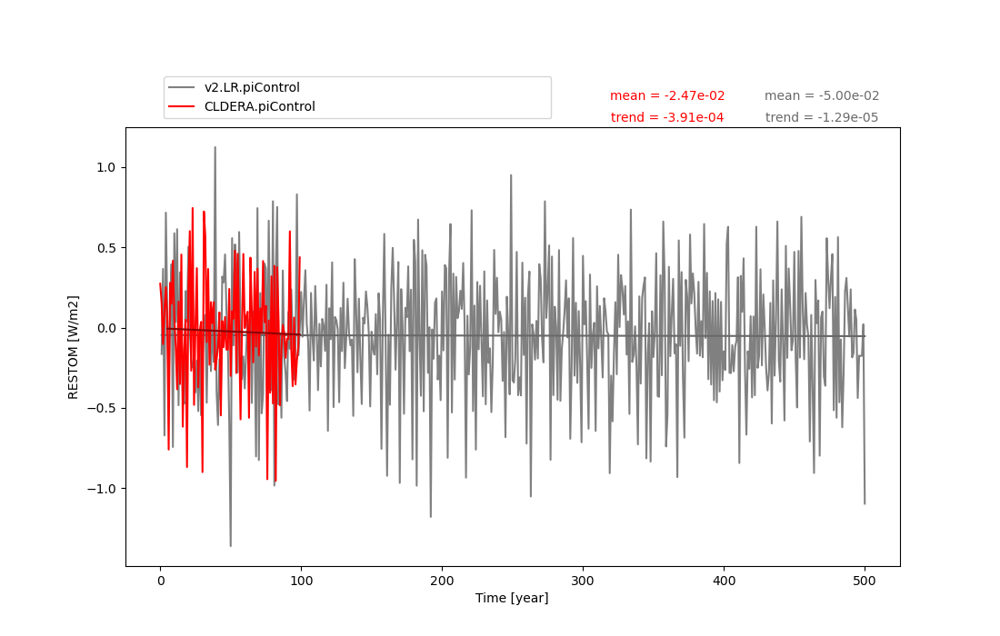 v2.LR.piControl
CLDERA.piControl
mean = -2.47e-02 mean = -5.00e-02
trend = -3.91e-04 trend = -1.29e-05
1.0
0.5
0.0
−0.5
−1.0
RESTOM [W/m2]
0 100 200 300 400 500
Time [year]